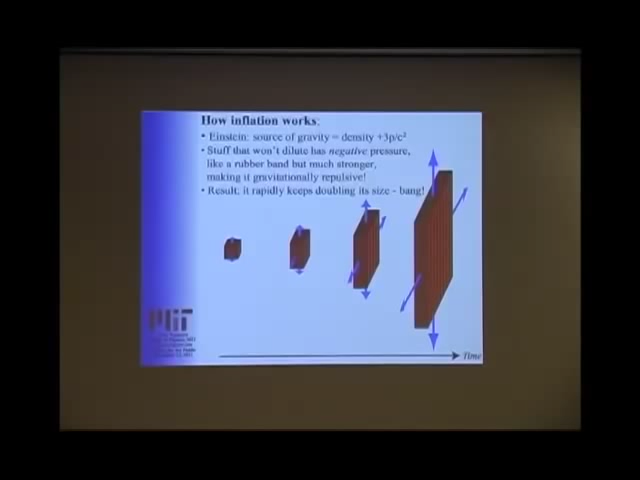 How inflation works:
• Einstein: source of gravity = density +3p/c²
• Stuff that won't dilute has negative pressure,
like a rubber band but much stronger,
making it gravitationally repulsive!
• Result: it rapidly keeps doubling its size - bang!
MIT
Time